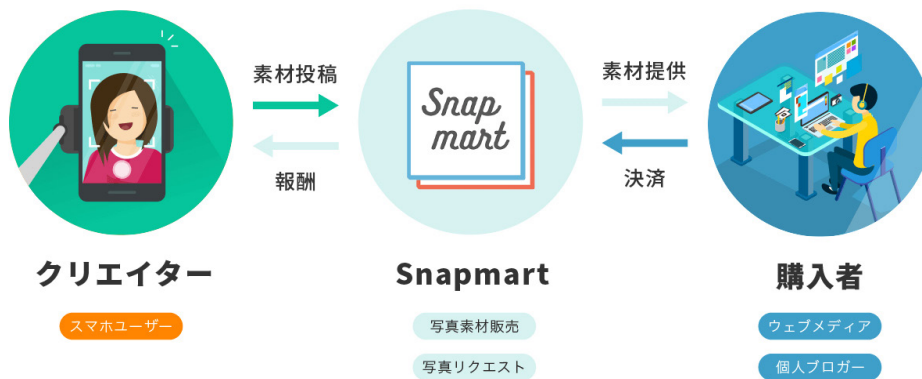 素材投稿
報酬
Snap
mart
素材提供
決済
クリエイター
Snapmart
購入者
スマホユーザー
写真素材販売
ウェブメディア
写真リクエスト
個人ブロガー